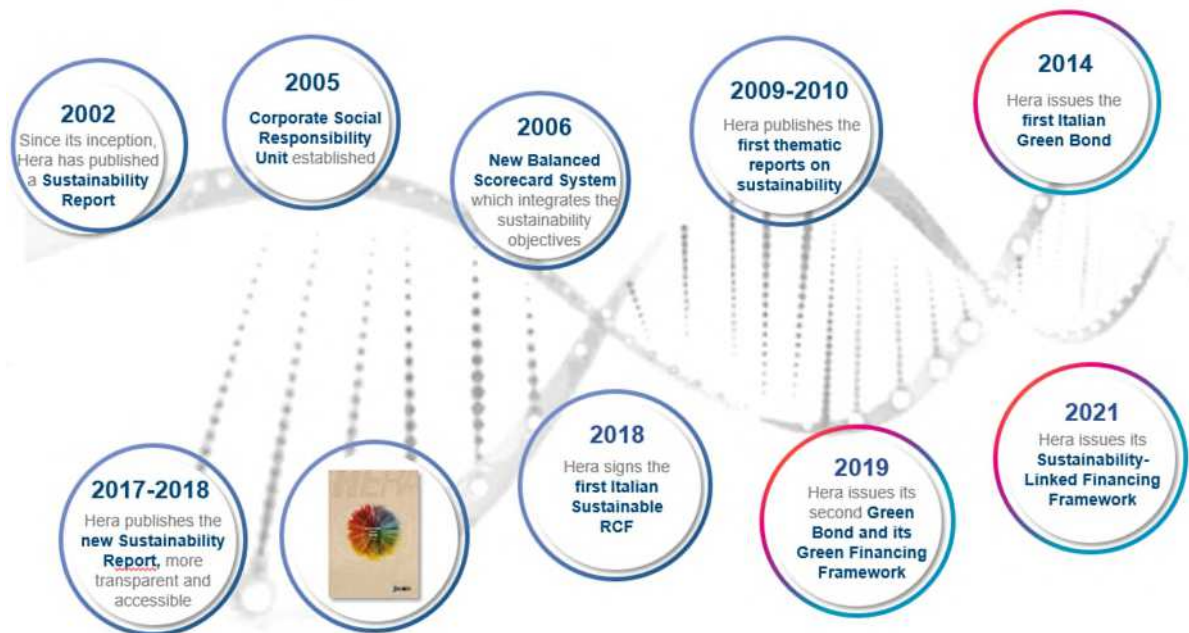 2002
Since its inception,
Hera has published
a Sustainability
Report
2005
Corporate Social
Responsibility
Unit established
2006
New Balanced
Scorecard System
which integrates the
sustainability
objectives
2009-2010
Hera publishes the
first thematic
reports on
sustainability
2014
Hera issues the
first Italian
Green Bond
2017-2018
Hera publishes the
new Sustainability
Report, more
transparent and
accessible
HERA
2018
Hera signs the
first Italian
Sustainable
RCF
2019
Hera issues its
second Green
Bond and its
Green Financing
Framework
2021
Hera issues its
Sustainability-
Linked Financing
Framework